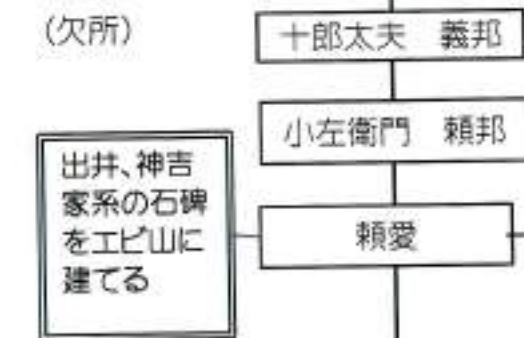 (欠所)
十郎太夫 義邦
小左衛門 頼邦
出井、神吉
家系の石碑
をエビ山に
建てる
頼愛